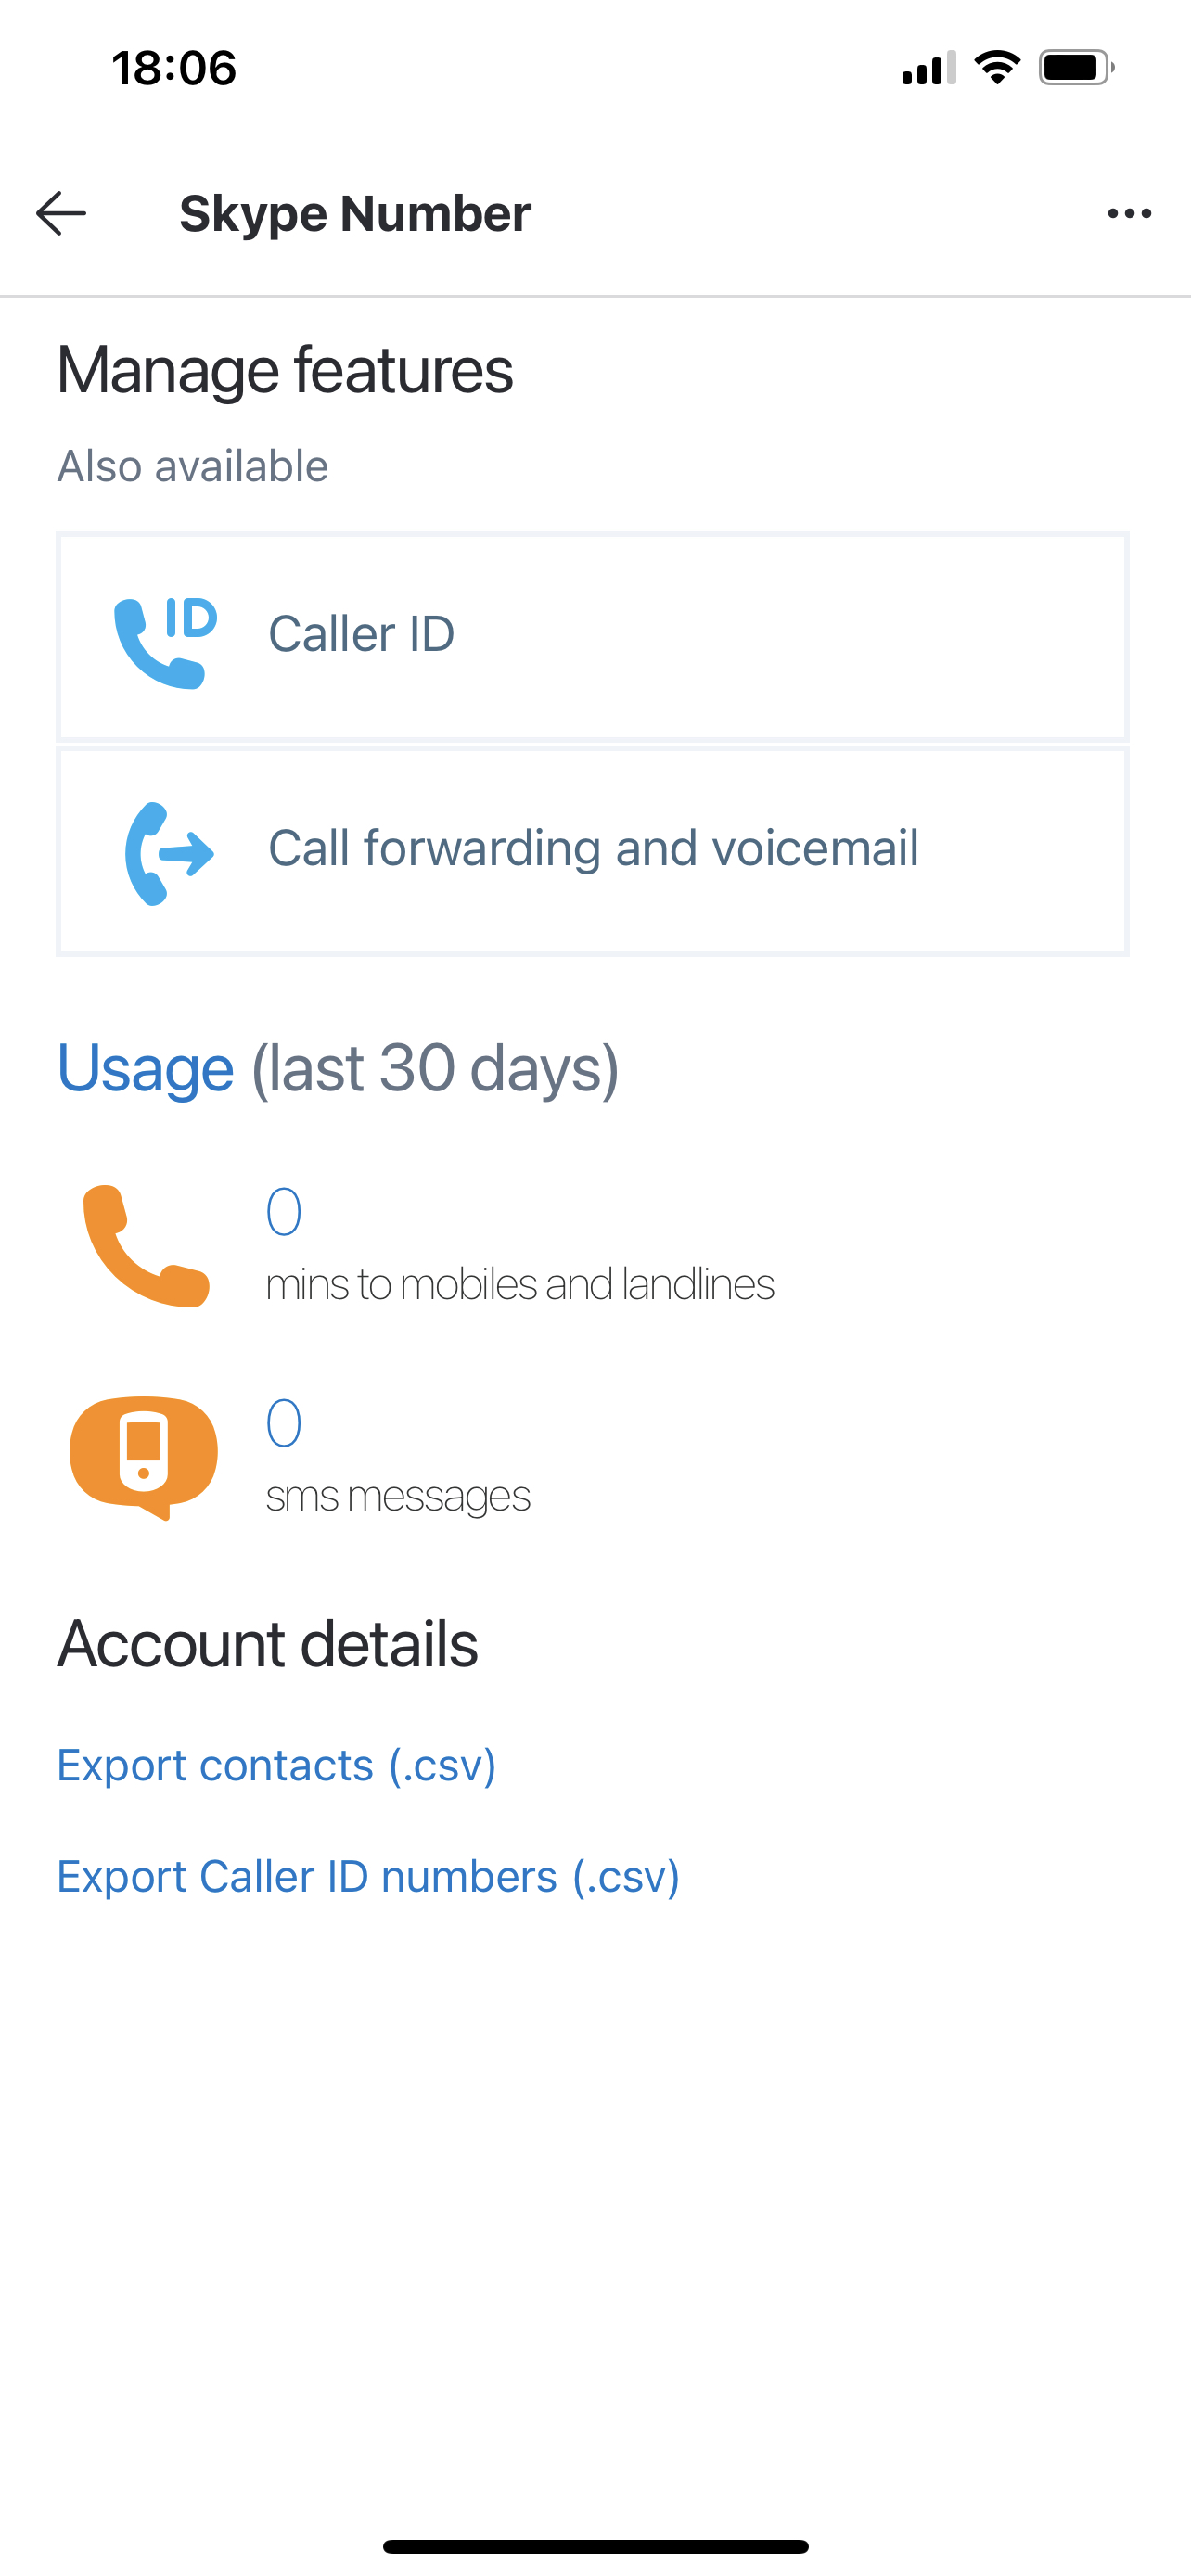 18:06
Skype Number
Manage features
Also available
ID
Caller ID
Call forwarding and voicemail
Usage (last 30 days)
0
mins to mobiles and landlines
0
sms messages
Account details
Export contacts (.csv)
Export Caller ID numbers (.csv)